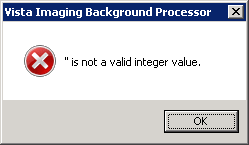 Vista Imaging Background Processor
'' is not a valid integer value.
OK